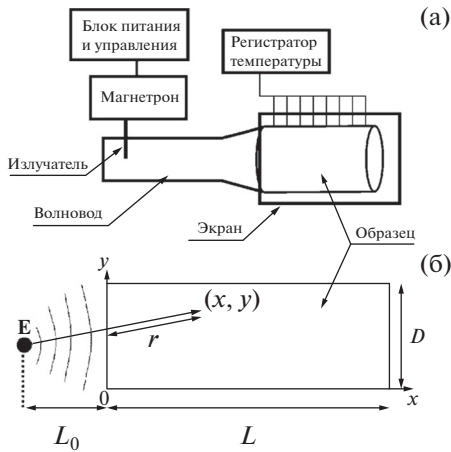 Блок питания
и управления
(а)
Регистратор
температуры
Магнетрон
Излучатель
Волновод
Экран
Образец
y
(б)
E
(x, y)
r
D
0
x
L0
L